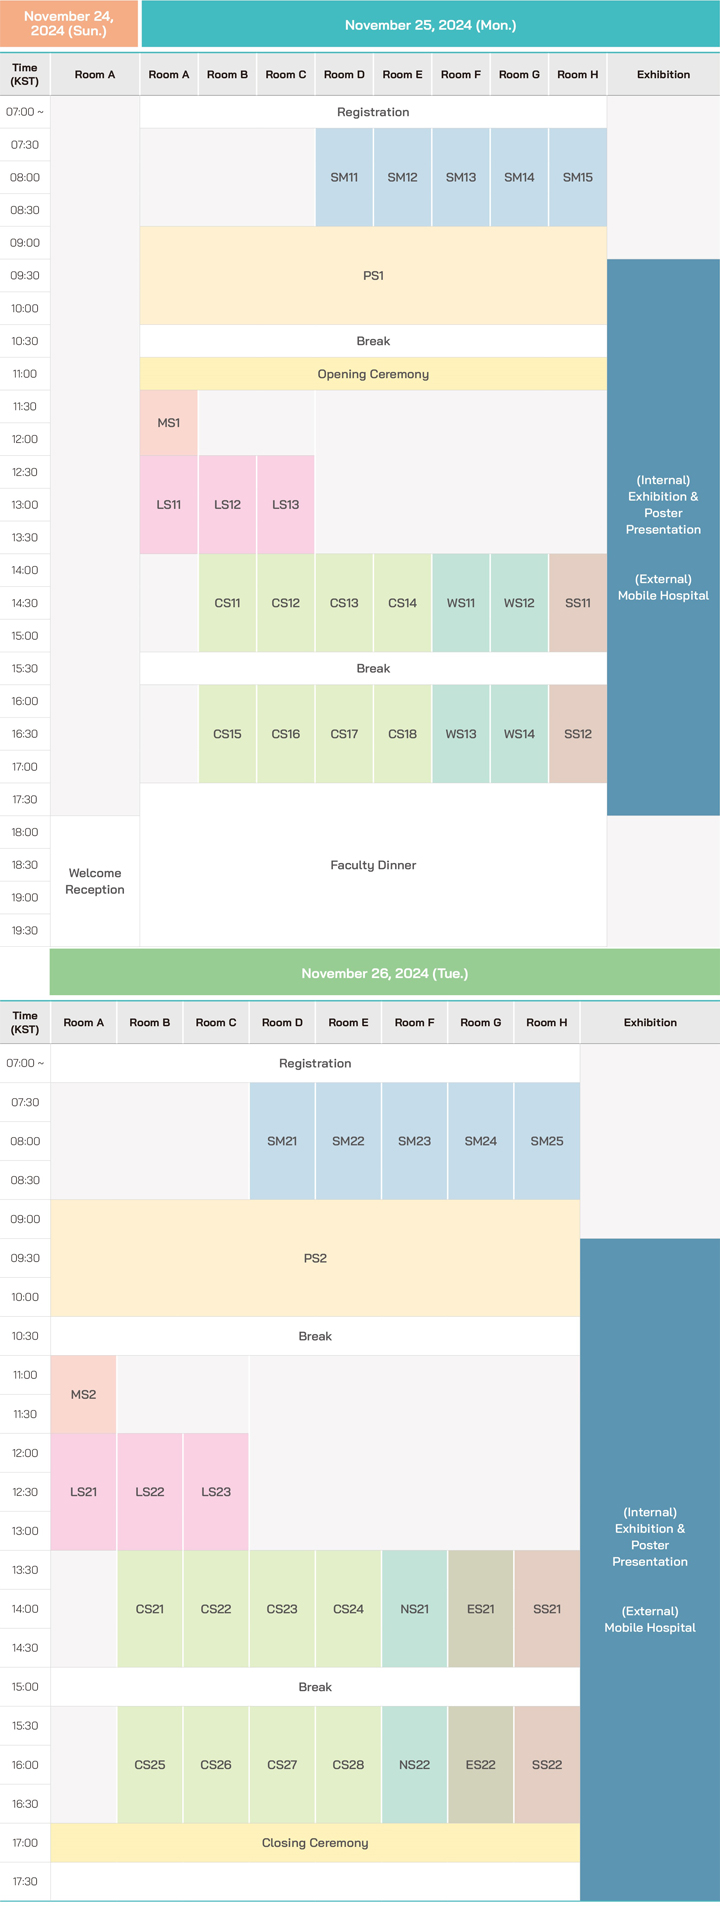 November 24,
2024 (Sun.)
November 25, 2024 (Mon.)
Time
(KST)
Room A
Room A Room B Room C Room D Room E Room F Room G Room H Exhibition
07:00 ~
Registration
07:30
08:00
SM11 SM12 SM13 SM14 SM15
08:30
09:00
09:30
PS1
10:00
10:30
Break
11:00
Opening Ceremony
11:30
MS1
12:00
12:30
13:00
LS11 LS12 LS13
13:30
(Internal)
Exhibition &
Poster
Presentation
(External)
Mobile Hospital
14:00
14:30
CS11 CS12 CS13 CS14 WS11 WS12 SS11
15:00
15:30
Break
16:00
16:30
CS15 CS16 CS17 CS18 WS13 WS14 SS12
17:00
17:30
18:00
18:30
Welcome
Reception
Faculty Dinner
19:00
19:30
November 26, 2024 (Tue.)
Time
(KST)
Room A Room B Room C Room D Room E Room F Room G Room H Exhibition
07:00 ~
Registration
07:30
08:00
SM21 SM22 SM23 SM24 SM25
08:30
09:00
09:30
PS2
10:00
10:30
Break
11:00
MS2
11:30
12:00
12:30
LS21 LS22 LS23
13:00
(Internal)
Exhibition &
Poster
Presentation
(External)
Mobile Hospital
13:30
14:00
CS21 CS22 CS23 CS24 NS21 ES21 SS21
14:30
15:00
Break
15:30
16:00
CS25 CS26 CS27 CS28 NS22 ES22 SS22
16:30
17:00
Closing Ceremony
17:30